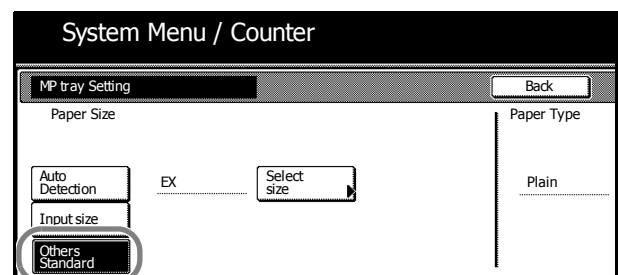 System Menu / Counter
MP tray Setting
Back
Paper Size
Paper Type
Auto
Detection
EX
Select
size
Plain
Input size
Others
Standard